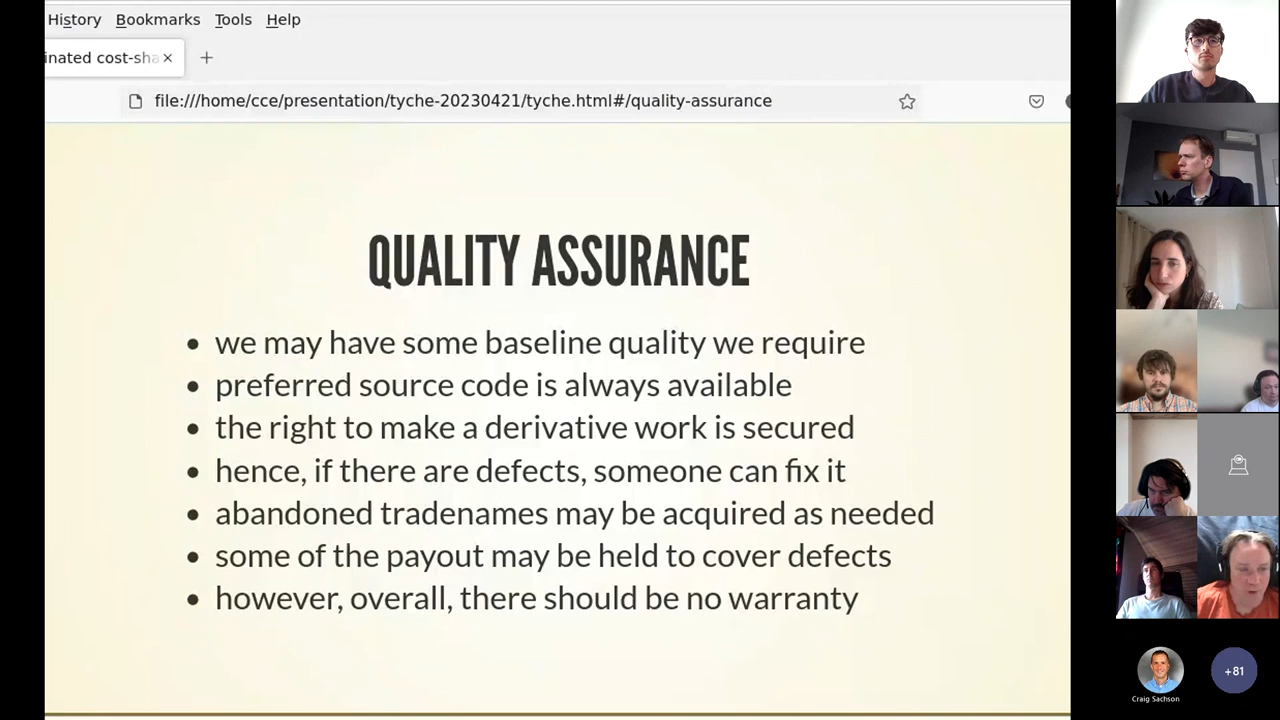 History Bookmarks Tools Help
inated cost-sha
file:///home/cce/presentation/tyche-20230421/tyche.html#/quality-assurance
QUALITY ASSURANCE
• we may have some baseline quality we require
• preferred source code is always available
• the right to make a derivative work is secured
• hence, if there are defects, someone can fix it
• abandoned tradenames may be acquired as needed
• some of the payout may be held to cover defects
• however, overall, there should be no warranty
Craig Sachson
+81